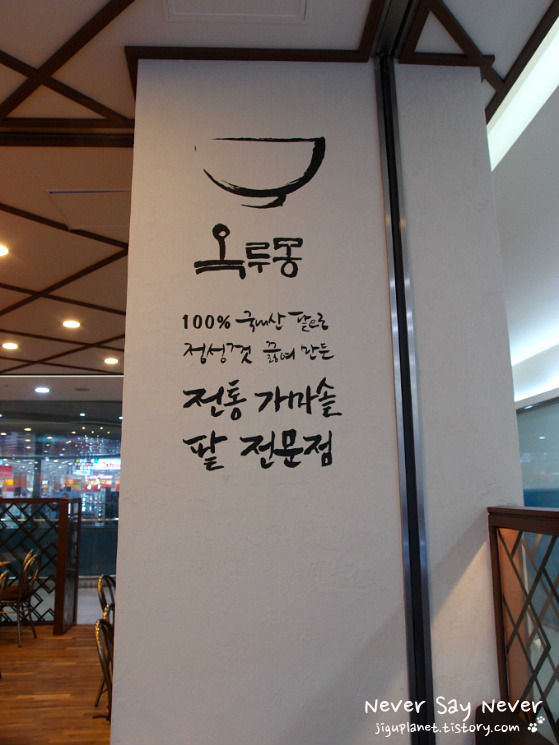 옥루몽
100% 국내산 팥으로
정성껏 끓여 만든
전통 가마솥
팥 전문점
Never Say Never
jiguplanet.tistory.com